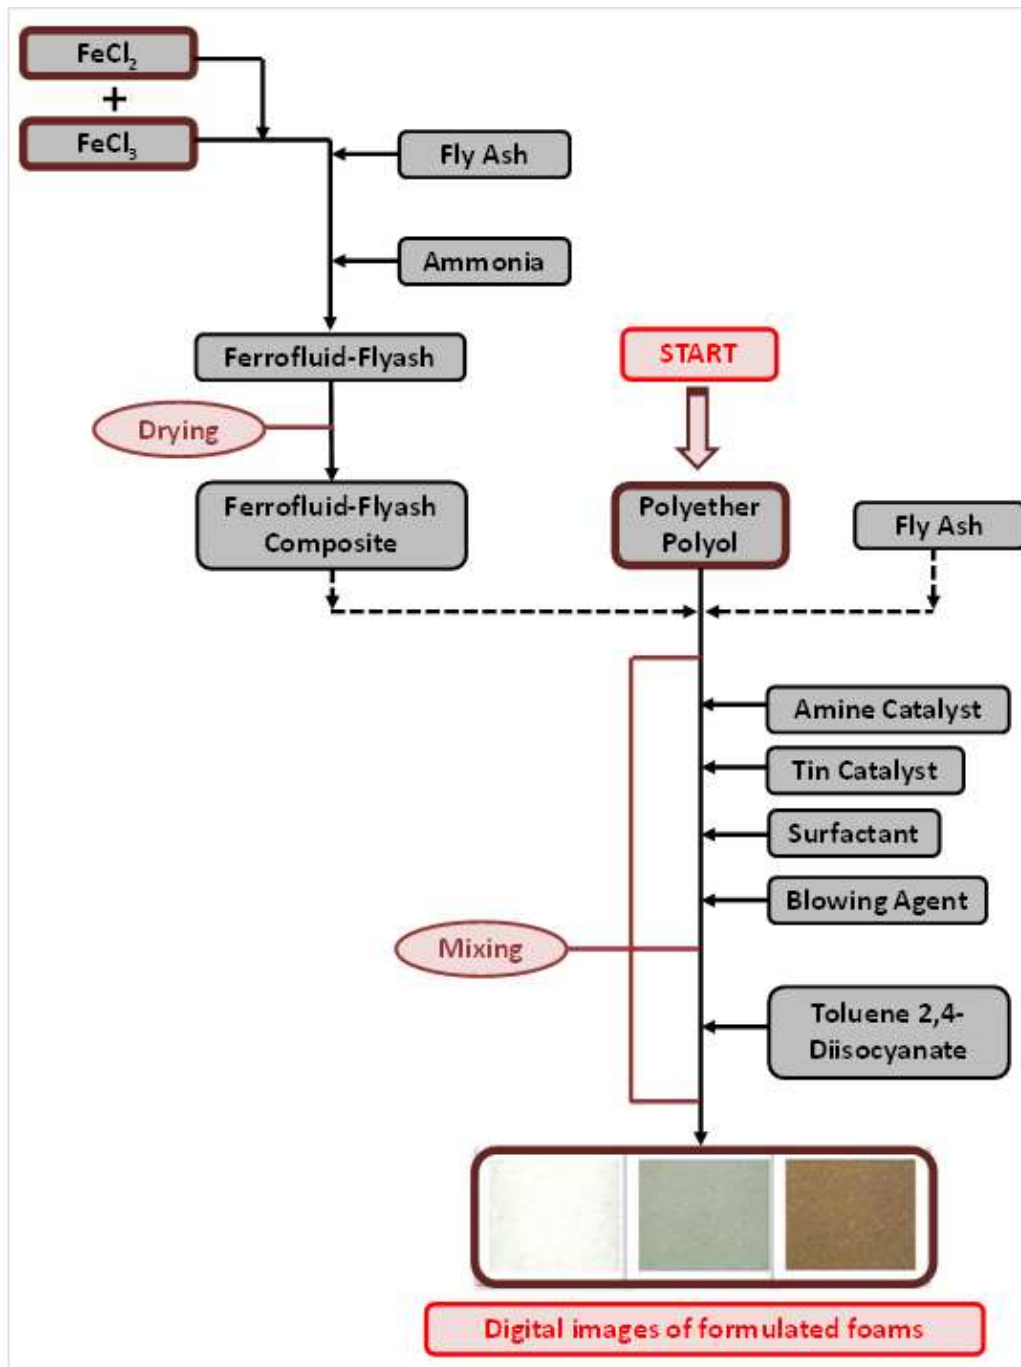 FeCl₂
+
FeCl₃
Fly Ash
Ammonia
Ferrofluid-Flyash
START
Drying
Ferrofluid-Flyash
Composite
Polyether
Polyol
Fly Ash
Amine Catalyst
Tin Catalyst
Surfactant
Blowing Agent
Mixing
Toluene 2,4-
Diisocyanate
Digital images of formulated foams